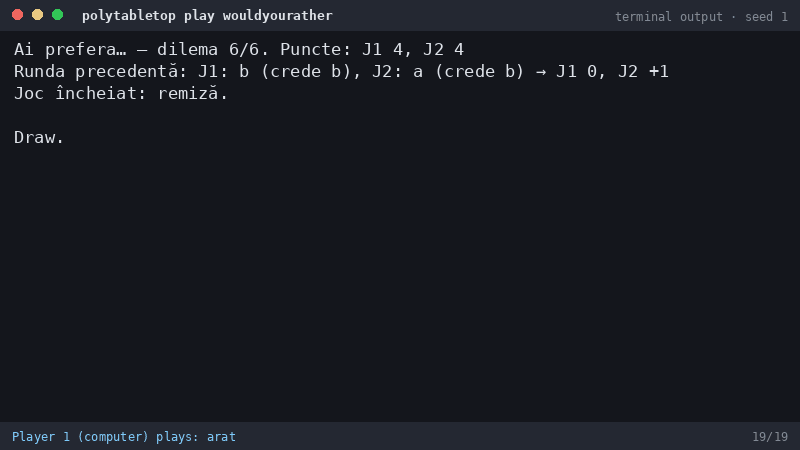 polytabletop play wouldyourather
terminal output · seed 1
Ai prefera… — dilema 6/6. Puncte: J1 4, J2 4
Runda precedentă: J1: b (crede b), J2: a (crede b) → J1 0, J2 +1
Joc încheiat: remiză.
Draw.
Player 1 (computer) plays: arat
19/19